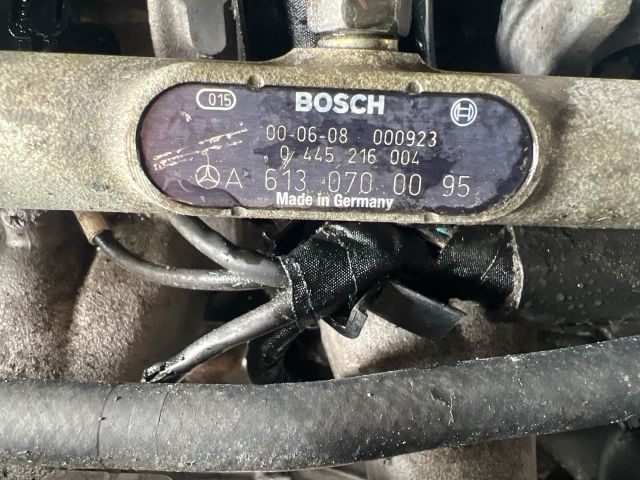 015 BOSCH
00-06-08 000923
0 445 216 004
A 613 070 00 95
Made in Germany